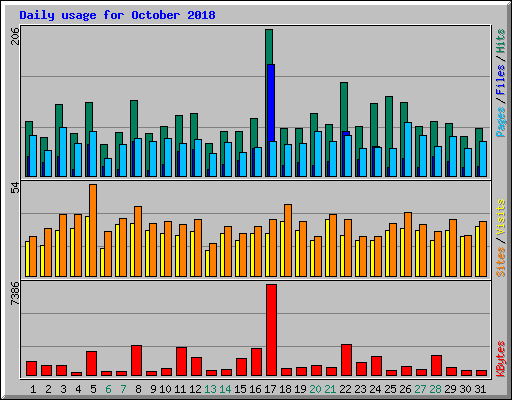 Daily usage for October 2018
206
Pages / Files / Hits
54
Sites / Visits
7386
KBytes
1 2 3 4 5 6 7 8 9 10 11 12 13 14 15 16 17 18 19 20 21 22 23 24 25 26 27 28 29 30 31